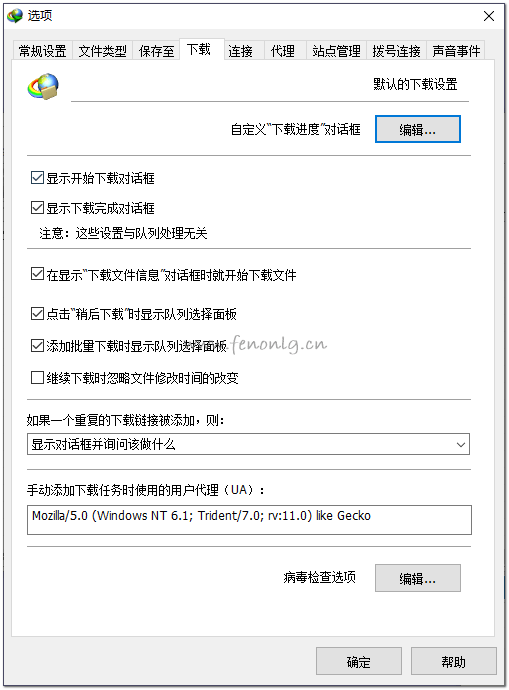 选项
常规设置 文件类型 保存至 下载 连接 代理 站点管理 拨号连接 声音事件
默认的下载设置
自定义“下载进度”对话框 编辑...
显示开始下载对话框
显示下载完成对话框
注意：这些设置与队列处理无关
在显示“下载文件信息”对话框时就开始下载文件
点击“稍后下载”时显示队列选择面板
添加批量下载时显示队列选择面板
fenonlg.cn
继续下载时忽略文件修改时间的改变
如果一个重复的下载链接被添加，则：
显示对话框并询问该做什么
手动添加下载任务时使用的用户代理（UA）：
Mozilla/5.0 (Windows NT 6.1; Trident/7.0; rv:11.0) like Gecko
病毒检查选项 编辑...
确定 帮助